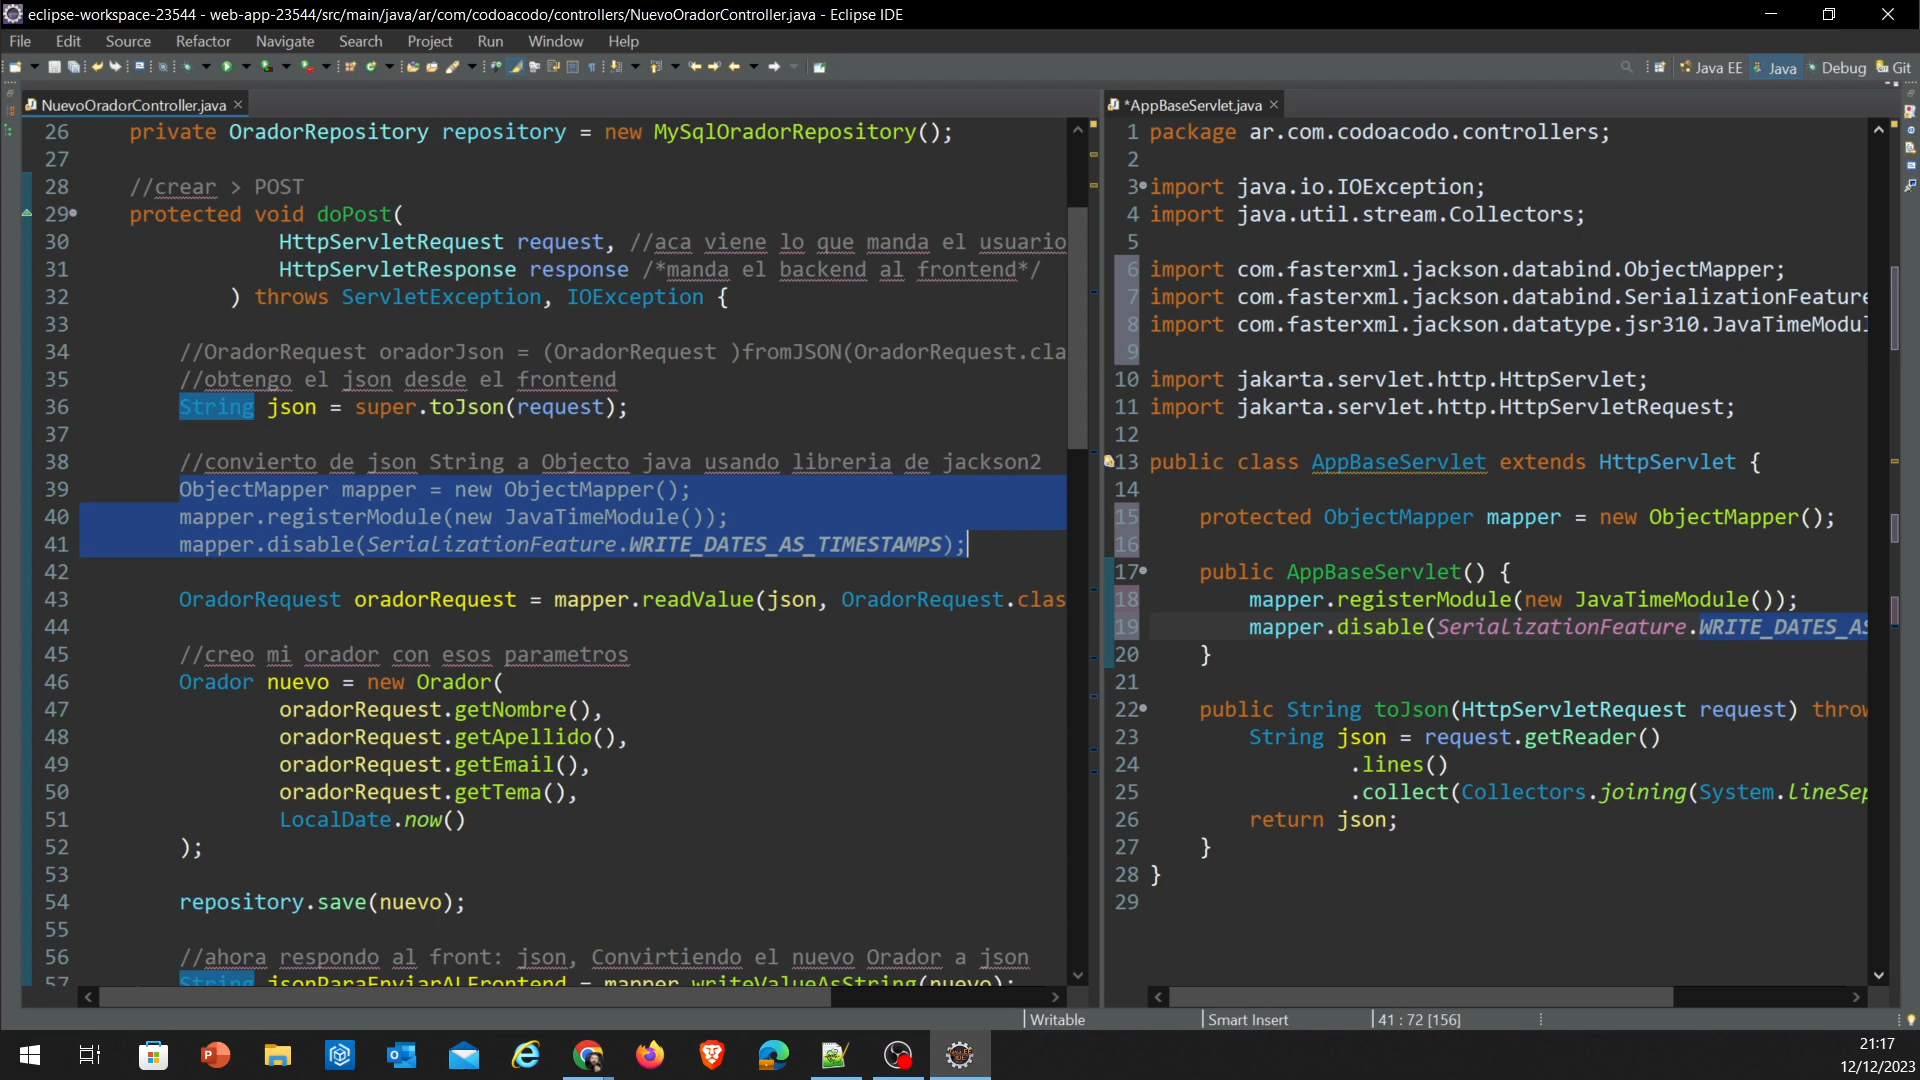 eclipse-workspace-23544 - web-app-23544/src/main/java/ar/com/codoacodo/controllers/NuevoOradorController.java - Eclipse IDE
File Edit Source Refactor Navigate Search Project Run Window Help
Java EE Java Debug Git
NuevoOradorController.java
26 private OradorRepository repository = new MySqlOradorRepository();
27
28 //crear > POST
29 protected void doPost(
30 HttpServletRequest request, //aca viene lo que manda el usuario
31 HttpServletResponse response /*manda el backend al frontend*/
32 ) throws ServletException, IOException {
33
34 //OradorRequest oradorJson = (OradorRequest )fromJSON(OradorRequest.cla
35 //obtengo el json desde el frontend
36 String json = super.toJson(request);
37
38 //convierto de json String a Objecto java usando libreria de jackson2
39 ObjectMapper mapper = new ObjectMapper();
40 mapper.registerModule(new JavaTimeModule());
41 mapper.disable(SerializationFeature.WRITE_DATES_AS_TIMESTAMPS);
42
43 OradorRequest oradorRequest = mapper.readValue(json, OradorRequest.clas
44
45 //creo mi orador con esos parametros
46 Orador nuevo = new Orador(
47 oradorRequest.getNombre(),
48 oradorRequest.getApellido(),
49 oradorRequest.getEmail(),
50 oradorRequest.getTema(),
51 LocalDate.now()
52 );
53
54 repository.save(nuevo);
55
56 //ahora respondo al front: json, Convirtiendo el nuevo Orador a json
57 String jsonParaEnviarALFrontend = mapper.writeValueAsString(nuevo);
*AppBaseServlet.java
1 package ar.com.codoacodo.controllers;
2
3 import java.io.IOException;
4 import java.util.stream.Collectors;
5
6 import com.fasterxml.jackson.databind.ObjectMapper;
7 import com.fasterxml.jackson.databind.SerializationFeature
8 import com.fasterxml.jackson.datatype.jsr310.JavaTimeModul
9
10 import jakarta.servlet.http.HttpServlet;
11 import jakarta.servlet.http.HttpServletRequest;
12
13 public class AppBaseServlet extends HttpServlet {
14
15 protected ObjectMapper mapper = new ObjectMapper();
16
17 public AppBaseServlet() {
18 mapper.registerModule(new JavaTimeModule());
19 mapper.disable(SerializationFeature.WRITE_DATES_AS
20 }
21
22 public String toJson(HttpServletRequest request) throw
23 String json = request.getReader()
24 .lines()
25 .collect(Collectors.joining(System.lineSep
26 return json;
27 }
28 }
29
Writable Smart Insert 41 : 72 [156]
21:17
12/12/2023